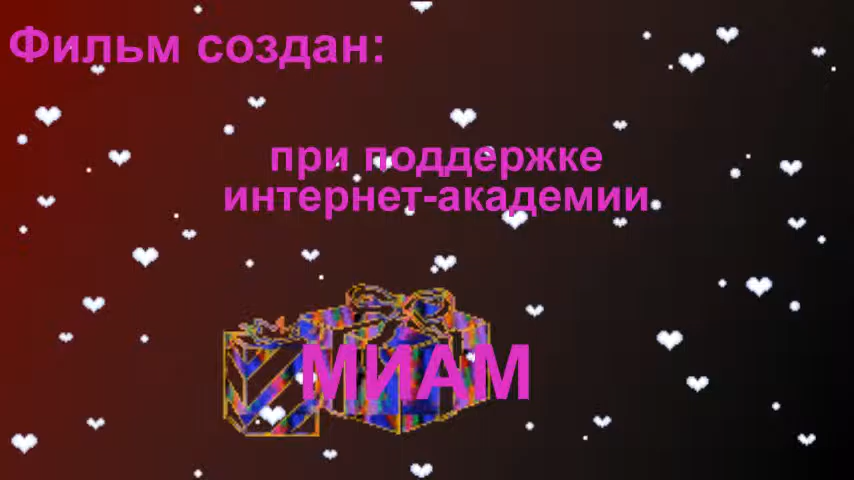 Фильм создан:
при поддержке
интернет-академии
МИАМ